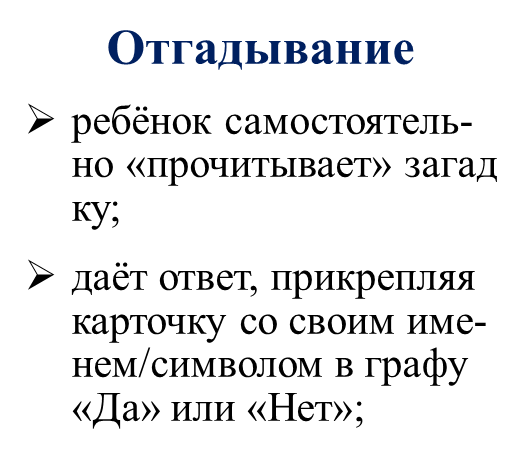 Отгадывание
➢ ребёнок самостоятель-
но «прочитывает» загад
ку;
➢ даёт ответ, прикрепляя
карточку со своим име-
нем/символом в графу
«Да» или «Нет»;